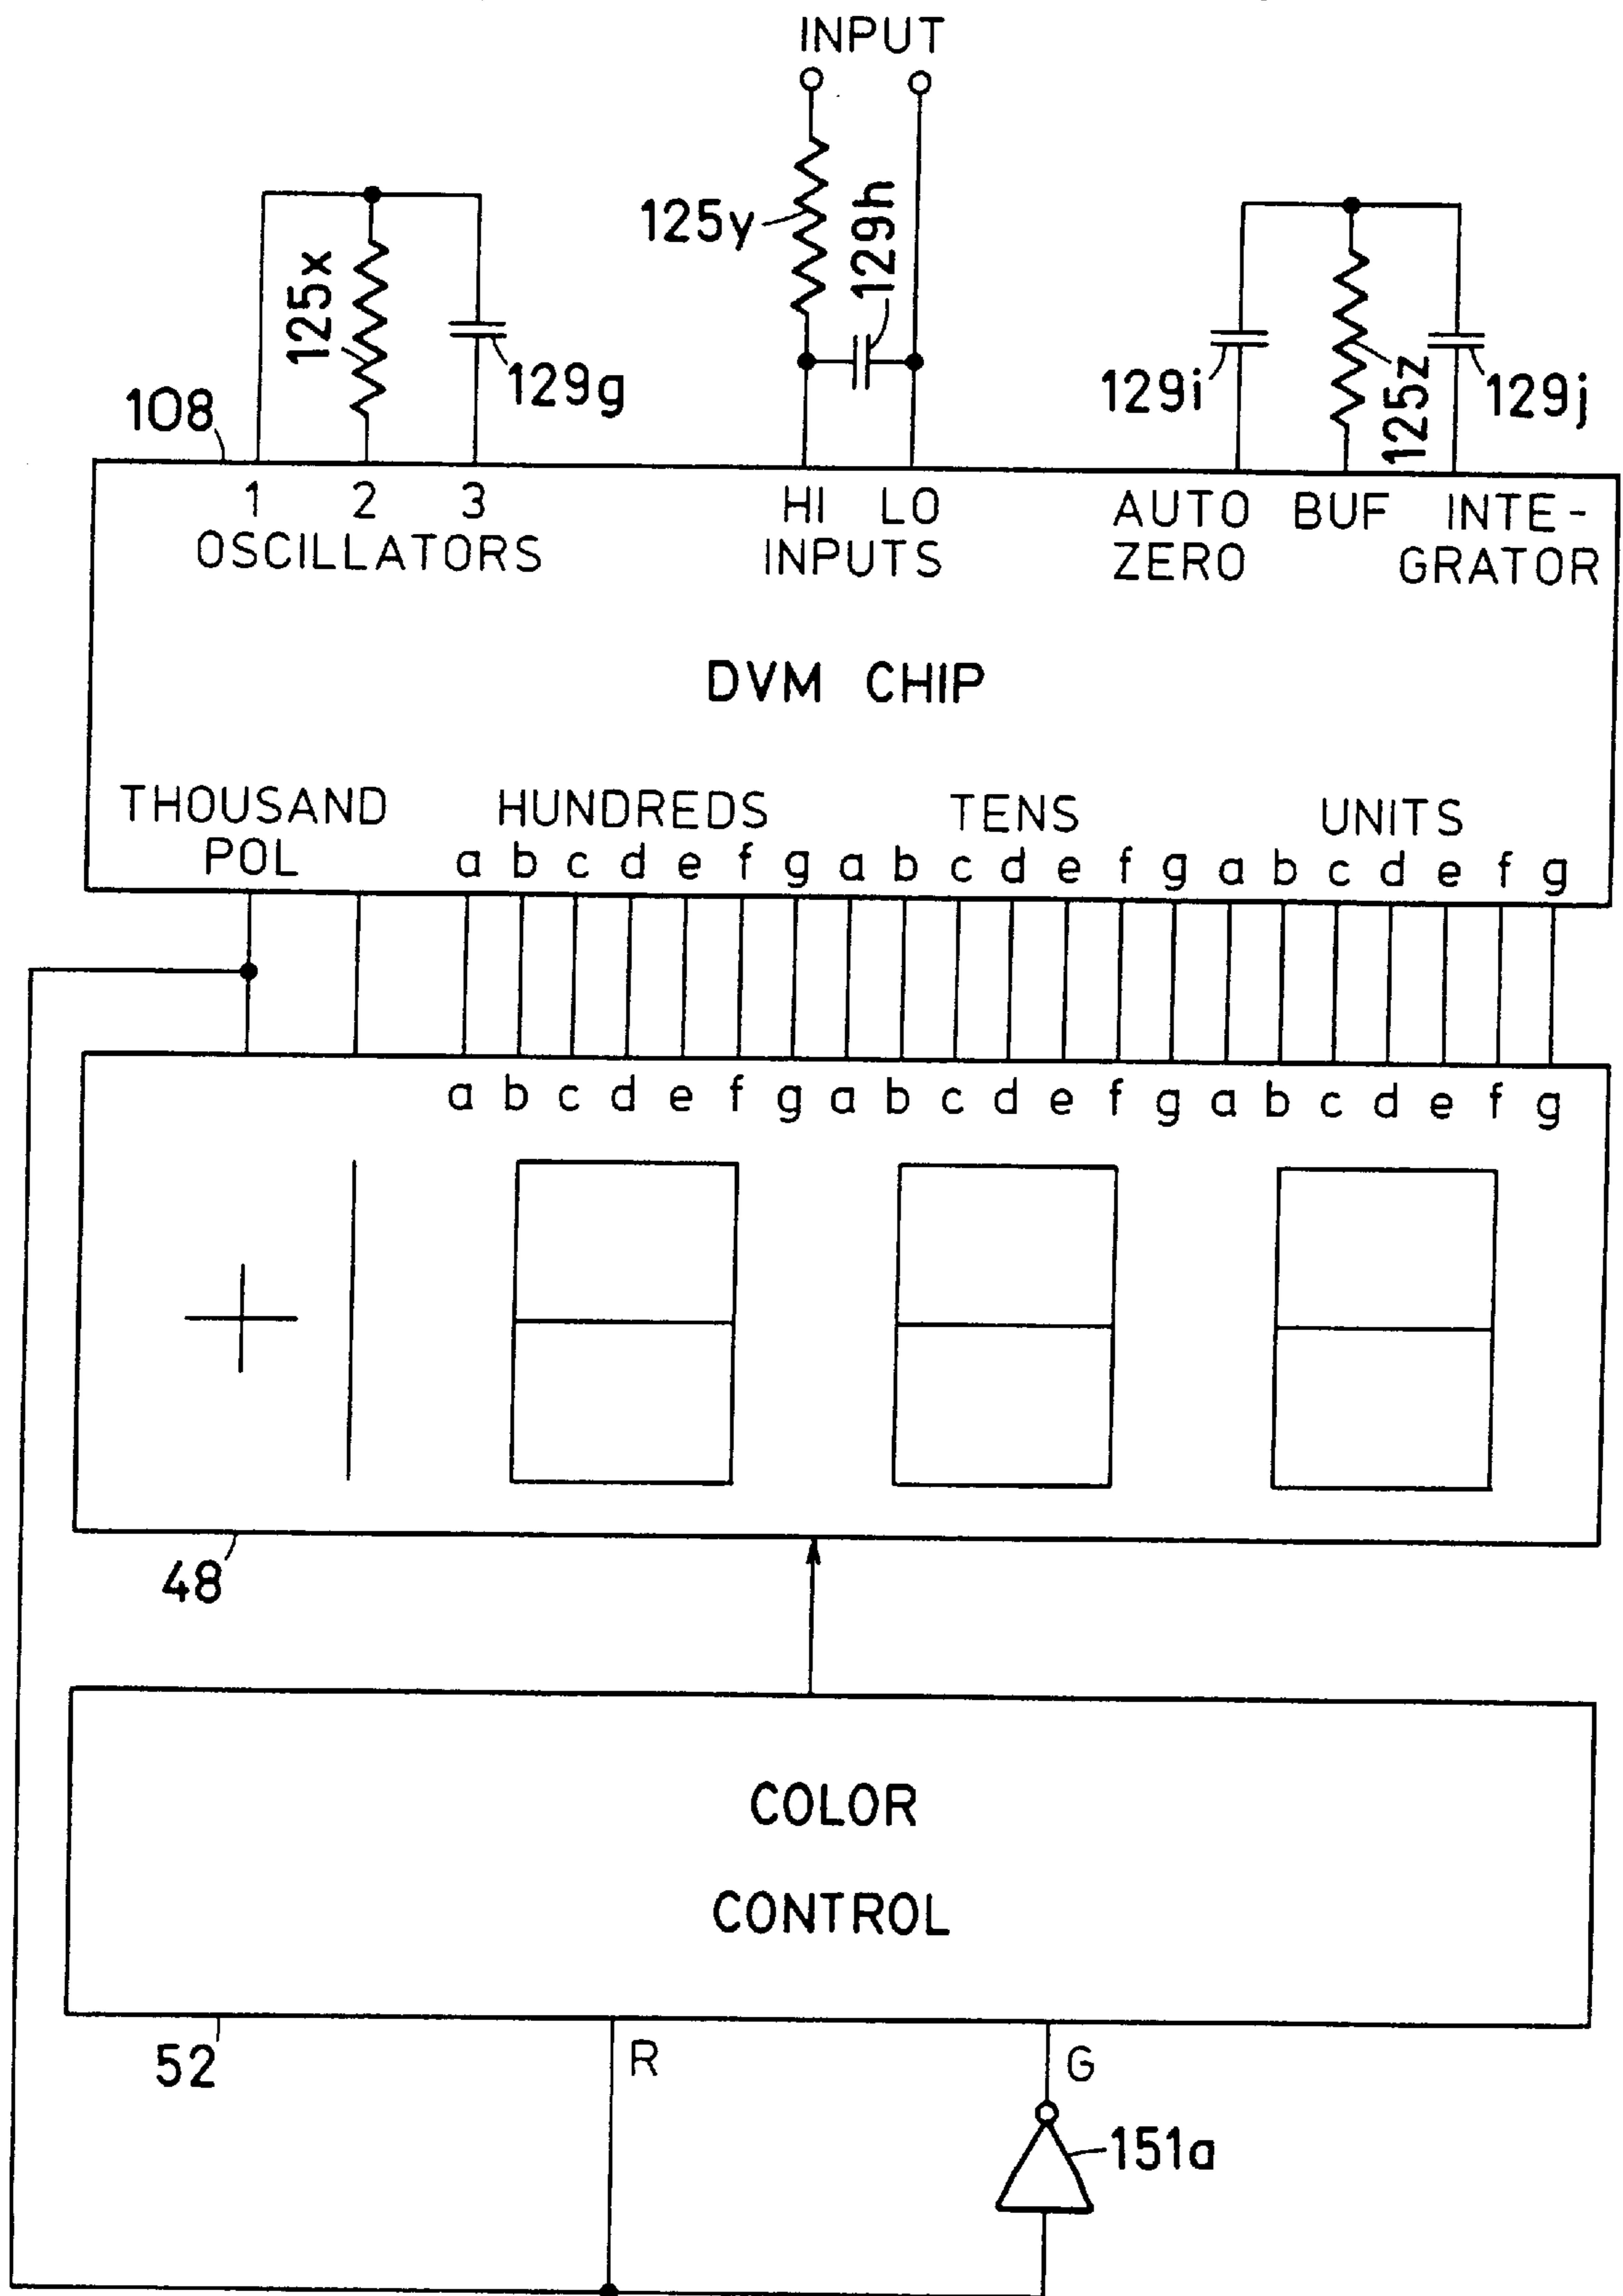 INPUT
125x
129g
125y
129h
129i
125z
129j
108
1 2 3
OSCILLATORS
HI LO
INPUTS
AUTO ZERO
BUF
INTE-
GRATOR
DVM CHIP
THOUSAND
POL
HUNDREDS
TENS
UNITS
a b c d e f g a b c d e f g a b c d e f g
a b c d e f g a b c d e f g a b c d e f g
48
COLOR
CONTROL
52
R
G
151a